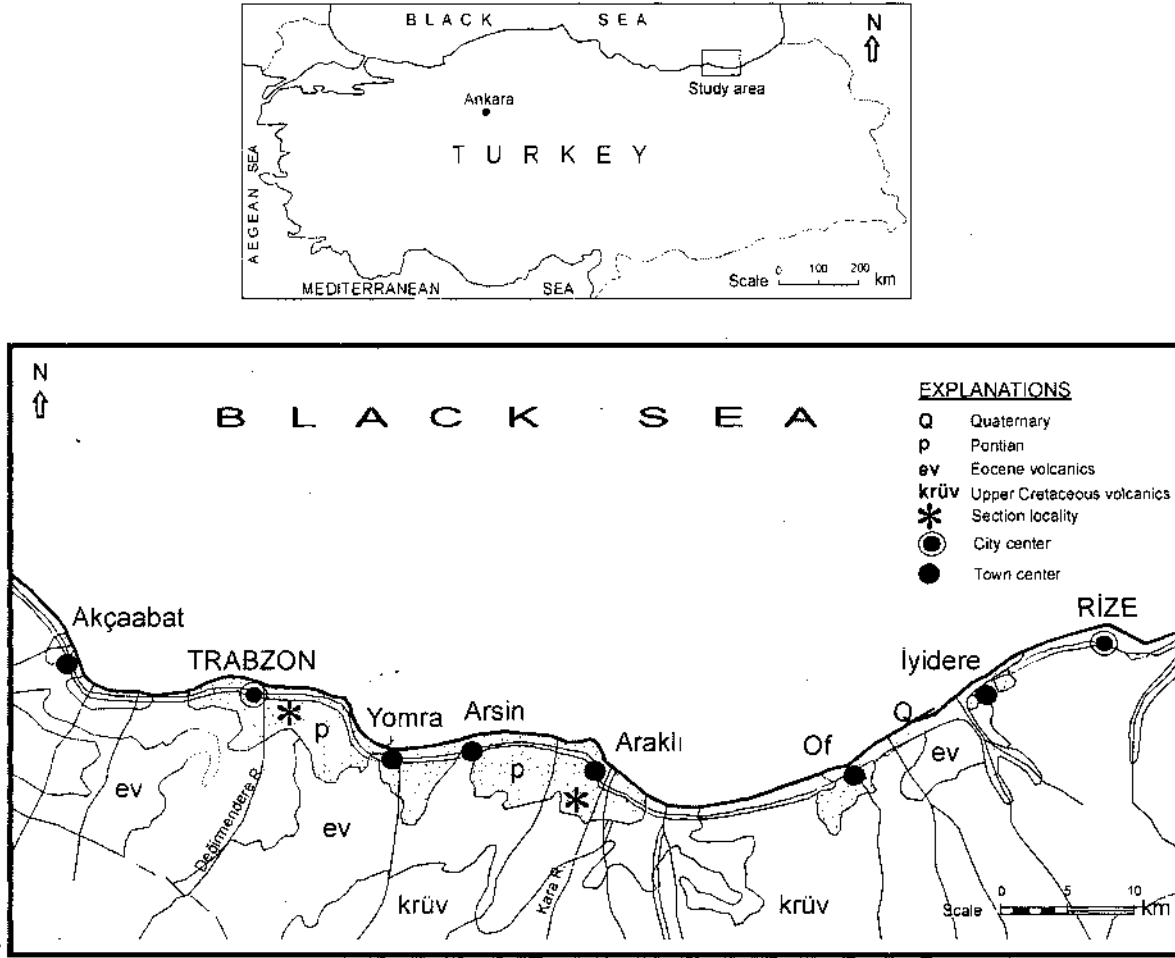 BLACK SEA
N
Study area
Ankara
TURKEY
AEGEAN SEA
MEDITERRANEAN SEA
Scale 0 100 200 km
N
BLACK SEA
EXPLANATIONS
Q Quaternary
p Pontian
ev Eocene volcanics
krüv Upper Cretaceous volcanics
Section locality
City center
Town center
RİZE
Akçaabat
TRABZON
İyidere
Yomra
Arsin
Q
p
Araklı
Of
p
ev
ev
ev
Değirmendere R.
Kara R.
krüv
krüv
Scale 0 5 10 km